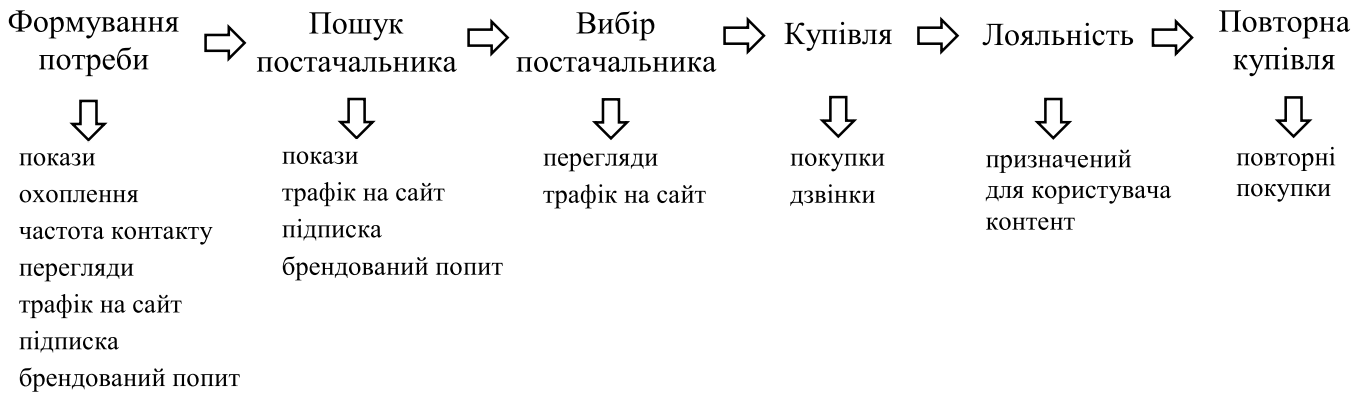 Формування
потреби
Пошук
постачальника
Вибір
постачальника
Купівля
Лояльність
Повторна
купівля
покази
охоплення
частота контакту
перегляди
трафік на сайт
підписка
брендований попит
покази
трафік на сайт
підписка
брендований попит
перегляди
трафік на сайт
покупки
дзвінки
призначений
для користувача
контент
повторні
покупки